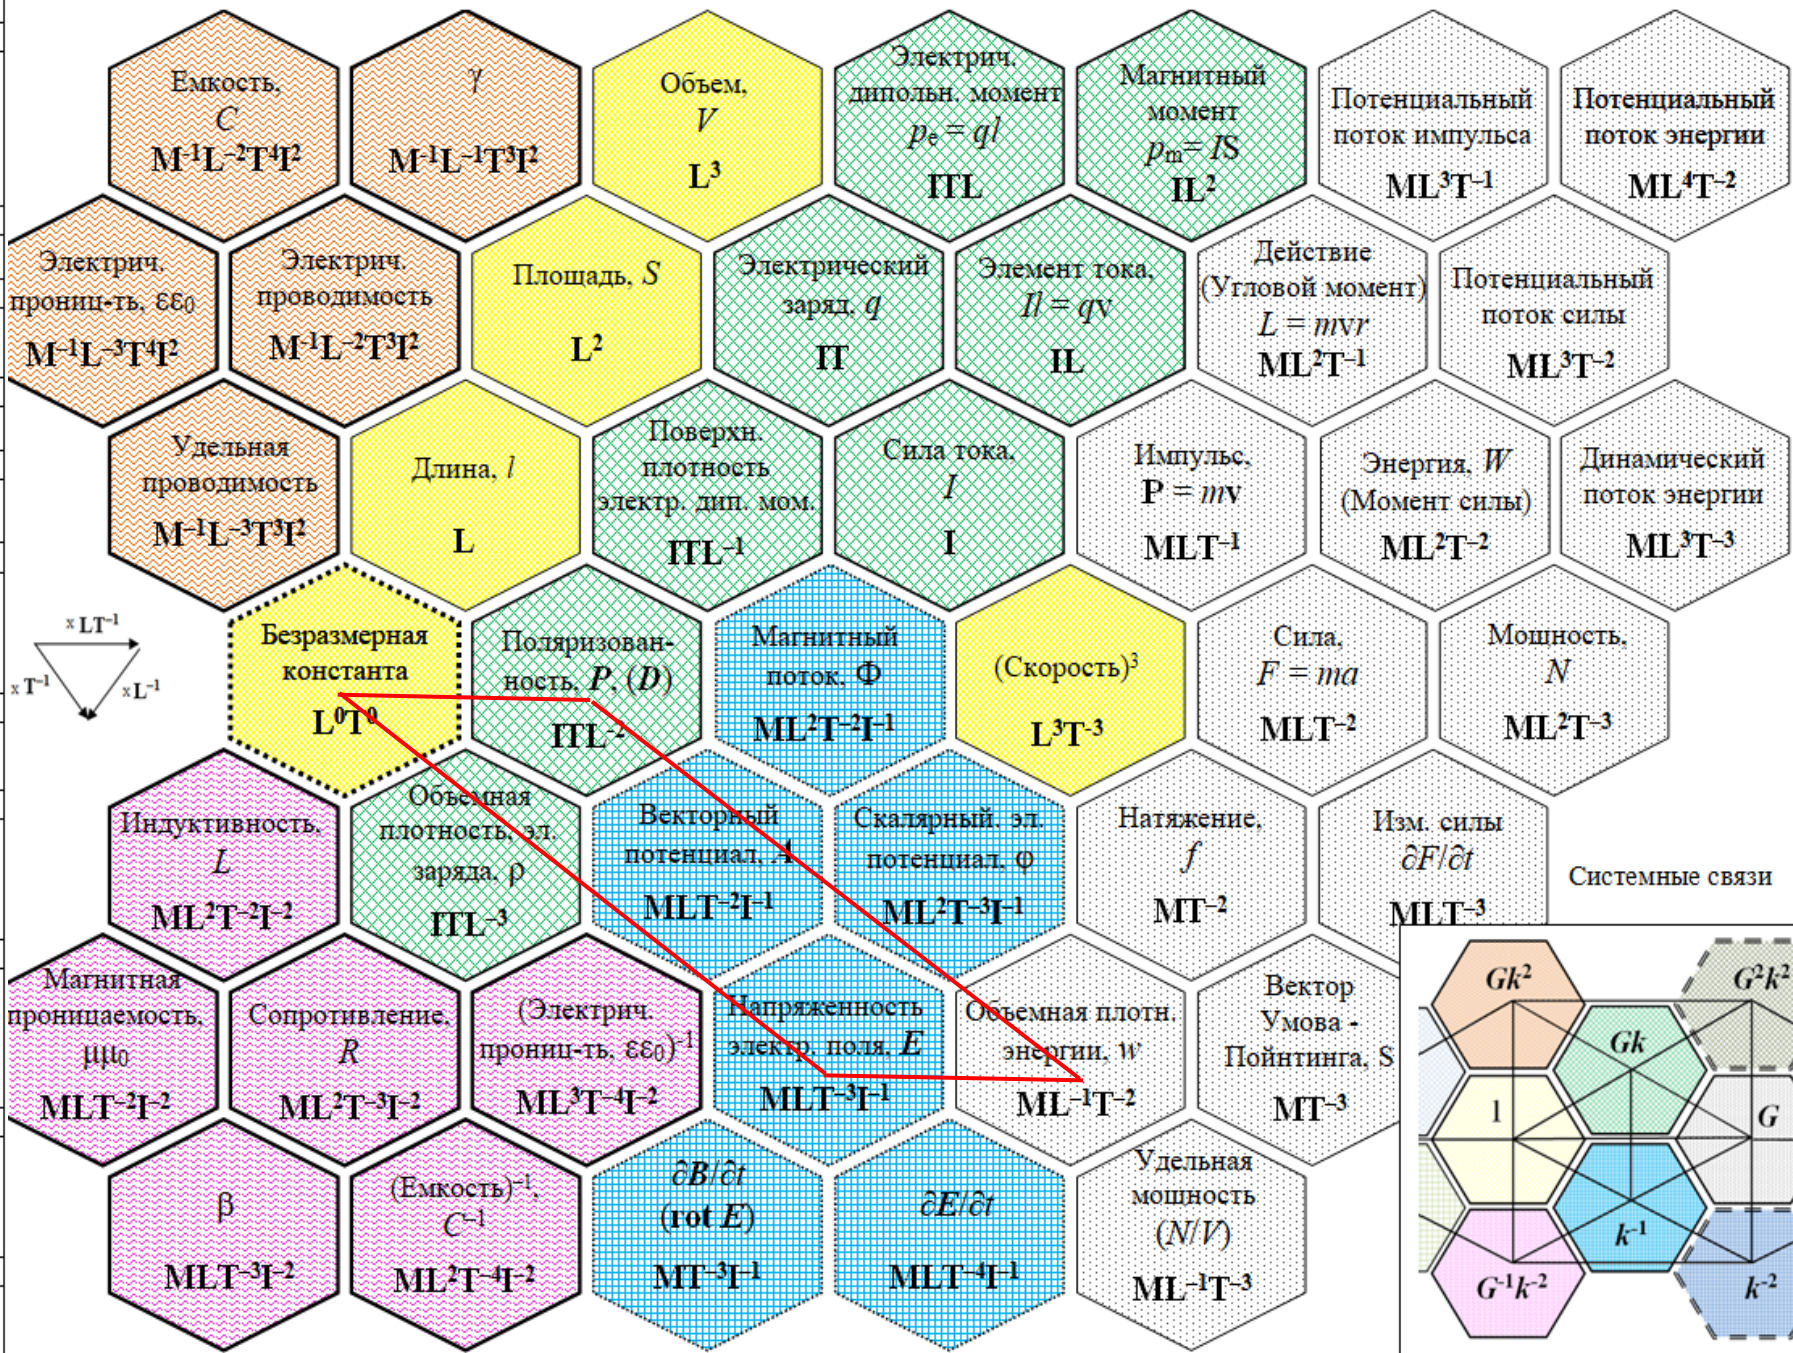 Емкость,
C
M⁻¹L⁻²T⁴I²
γ
M⁻¹L⁻¹T³I²
Объем,
V
L³
Электрич.
дипольн. момент
pₑ = ql
ITL
Магнитный
момент
pₘ= IS
IL²
Потенциальный
поток импульса
ML³T⁻¹
Потенциальный
поток энергии
ML⁴T⁻²
Электрич.
прониц-ть, εε₀
M⁻¹L⁻³T⁴I²
Электрич.
проводимость
M⁻¹L⁻²T³I²
Площадь, S
L²
Электрический
заряд, q
IT
Элемент тока,
Il = qv
IL
Действие
(Угловой момент)
L = mvr
ML²T⁻¹
Потенциальный
поток силы
ML³T⁻²
Удельная
проводимость
M⁻¹L⁻³T³I²
Длина, l
L
Поверхн.
плотность
электр. дип. мом.
ITL⁻¹
Сила тока,
I
I
Импульс,
P = mv
MLT⁻¹
Энергия, W
(Момент силы)
ML²T⁻²
Динамический
поток энергии
ML³T⁻³
x LT⁻¹
x T⁻¹
x L⁻¹
Безразмерная
константа
L⁰T⁰
Поляризован-
ность, P, (D)
ITL⁻²
Магнитный
поток, Φ
ML²T⁻²I⁻¹
(Скорость)³
L³T⁻³
Сила,
F = ma
MLT⁻²
Мощность,
N
ML²T⁻³
Индуктивность,
L
ML²T⁻²I⁻²
Объемная
плотность, эл.
заряда, ρ
ITL⁻³
Векторный
потенциал, A
MLT⁻²I⁻¹
Скалярный. эл.
потенциал, φ
ML²T⁻³I⁻¹
Натяжение,
f
MT⁻²
Изм. силы
∂F/∂t
MLT⁻³
Системные связи
Магнитная
проницаемость,
μμ₀
MLT⁻²I⁻²
Сопротивление,
R
ML²T⁻³I⁻²
(Электрич.
прониц-ть, εε₀)⁻¹
ML³T⁻⁴I⁻²
Напряженность
электр. поля, E
MLT⁻³I⁻¹
Объемная плотн.
энергии, w
ML⁻¹T⁻²
Вектор
Умова -
Пойнтинга, S
MT⁻³
β
MLT⁻³I⁻²
(Емкость)⁻¹,
C⁻¹
ML²T⁻⁴I⁻²
∂B/∂t
(rot E)
MT⁻³I⁻¹
∂E/∂t
MLT⁻⁴I⁻¹
Удельная
мощность
(N/V)
ML⁻¹T⁻³
Gk²
G²k²
Gk
1
G
k⁻¹
G⁻¹k⁻²
k⁻²